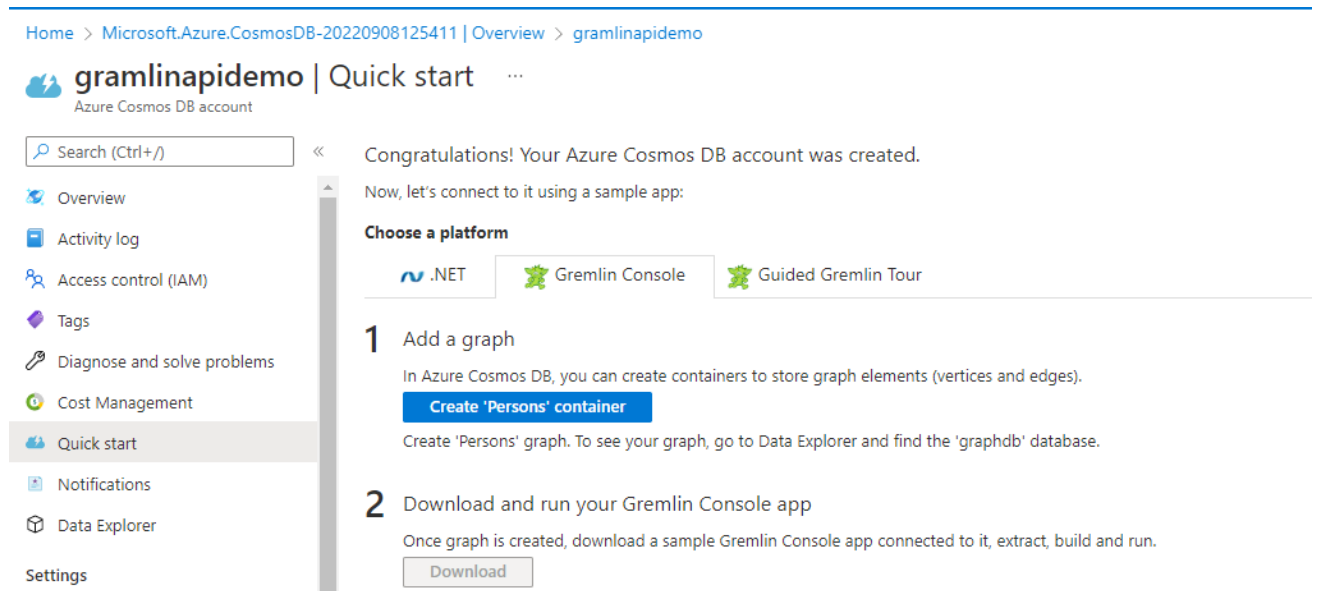 Home > Microsoft.Azure.CosmosDB-20220908125411 | Overview > gramlinapidemo
gramlinapidemo | Quick start ...
Azure Cosmos DB account
Search (Ctrl+/)
«
Overview
Activity log
Access control (IAM)
Tags
Diagnose and solve problems
Cost Management
Quick start
Notifications
Data Explorer
Settings
Congratulations! Your Azure Cosmos DB account was created.
Now, let's connect to it using a sample app:
Choose a platform
.NET
Gremlin Console
Guided Gremlin Tour
1 Add a graph
In Azure Cosmos DB, you can create containers to store graph elements (vertices and edges).
Create 'Persons' container
Create 'Persons' graph. To see your graph, go to Data Explorer and find the 'graphdb' database.
2 Download and run your Gremlin Console app
Once graph is created, download a sample Gremlin Console app connected to it, extract, build and run.
Download